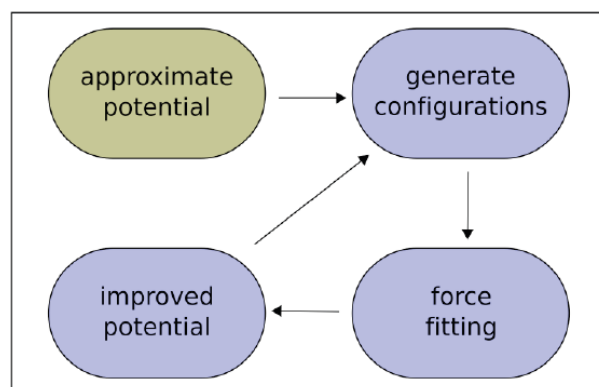 approximate
potential
generate
configurations
improved
potential
force
fitting